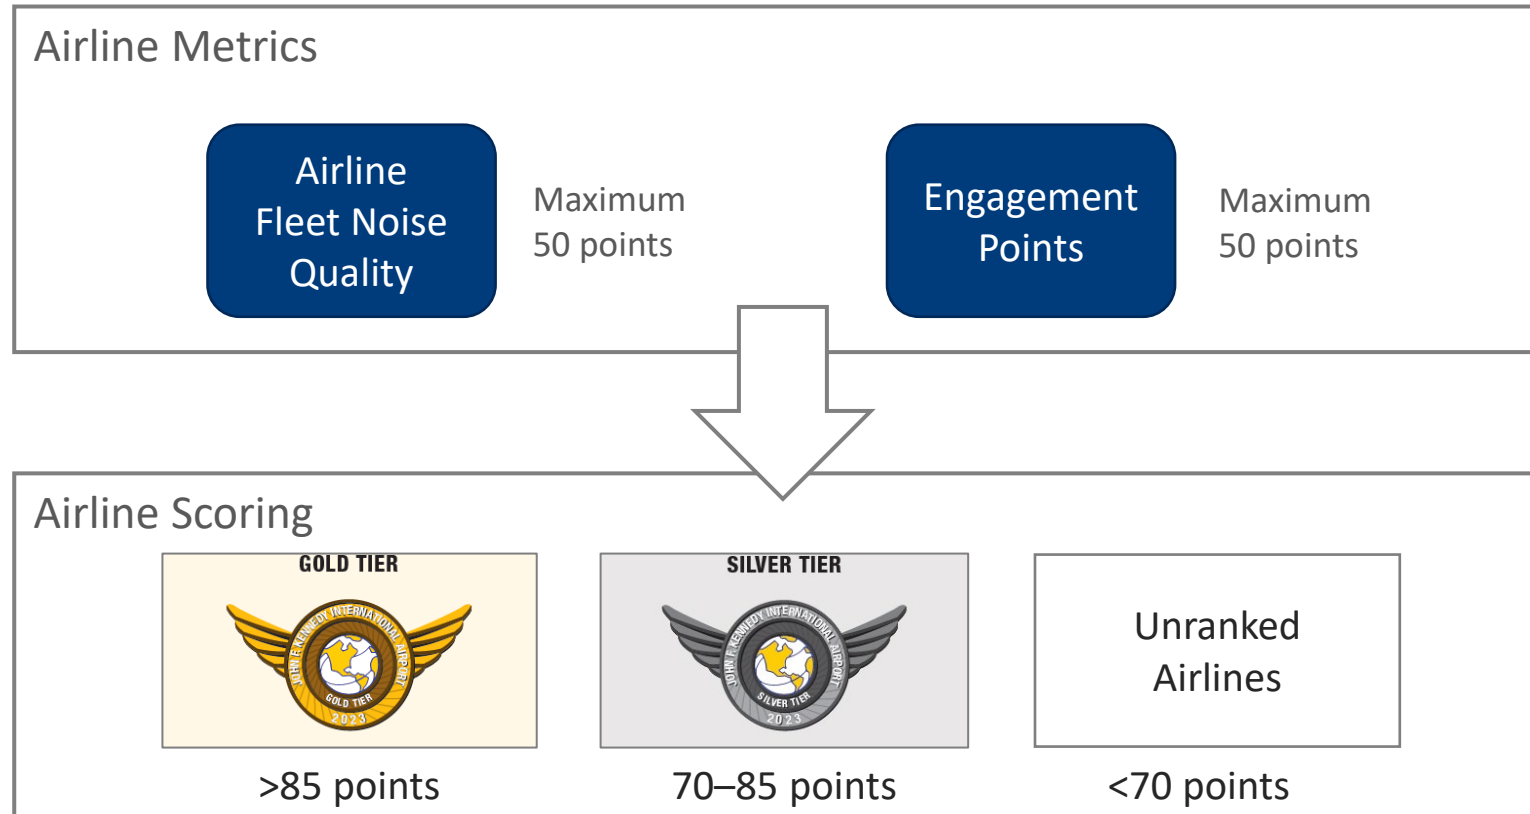 Airline Metrics
Airline
Fleet Noise
Quality
Maximum
50 points
Engagement
Points
Maximum
50 points
Airline Scoring
GOLD TIER
JOHN F. KENNEDY INTERNATIONAL AIRPORT
GOLD TIER
2023
>85 points
SILVER TIER
JOHN F. KENNEDY INTERNATIONAL AIRPORT
SILVER TIER
2023
70–85 points
Unranked
Airlines
<70 points